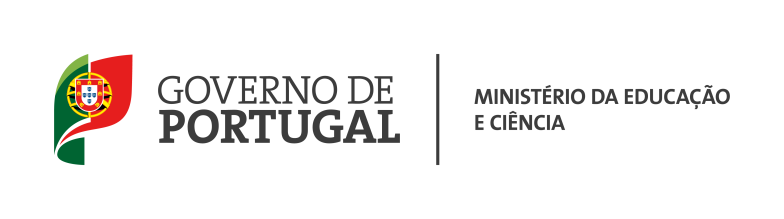 GOVERNO DE
PORTUGAL
MINISTÉRIO DA EDUCAÇÃO
E CIÊNCIA